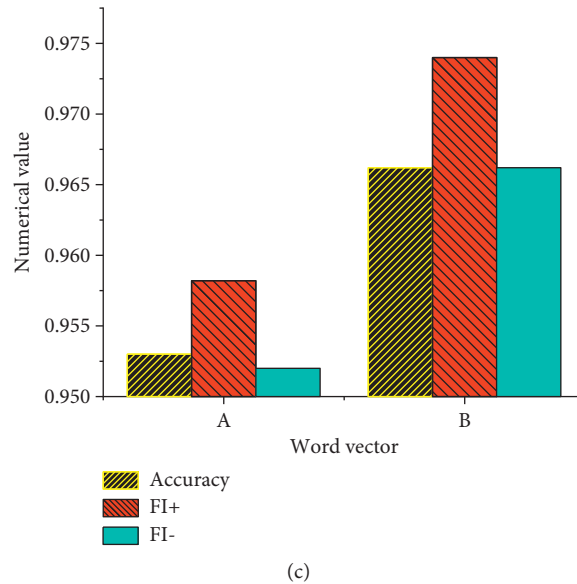 0.975
0.970
0.965
0.960
0.955
0.950
Numerical value
A
B
Word vector
Accuracy
FI+
FI-
(c)